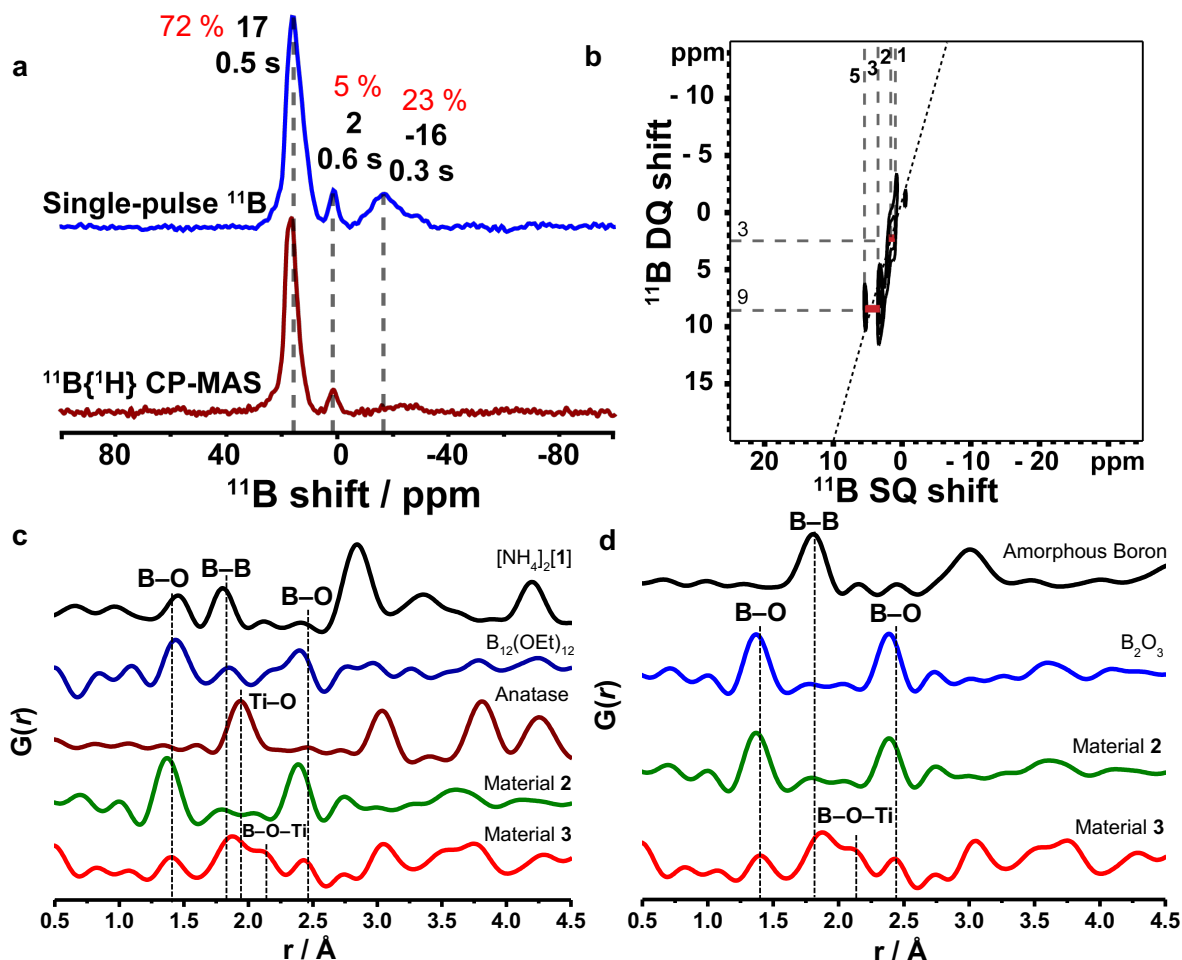 a
72 % 17
0.5 s
5 %
2
0.6 s
23 %
-16
0.3 s
Single-pulse ¹¹B
¹¹B{¹H} CP-MAS
80 40 0 -40 -80
¹¹B shift / ppm
b
ppm
5 3 2 1
- 10
- 5
0
3
5
9
10
15
¹¹B DQ shift
20 10 0 - 10 - 20 ppm
¹¹B SQ shift
c
B–O
B–B
B–O
[NH₄]₂[1]
B₁₂(OEt)₁₂
Anatase
Ti–O
Material 2
B–O–Ti
Material 3
G(r)
0.5 1.0 1.5 2.0 2.5 3.0 3.5 4.0 4.5
r / Å
d
B–B
Amorphous Boron
B–O
B–O
B₂O₃
Material 2
B–O–Ti
Material 3
G(r)
0.5 1.0 1.5 2.0 2.5 3.0 3.5 4.0 4.5
r / Å